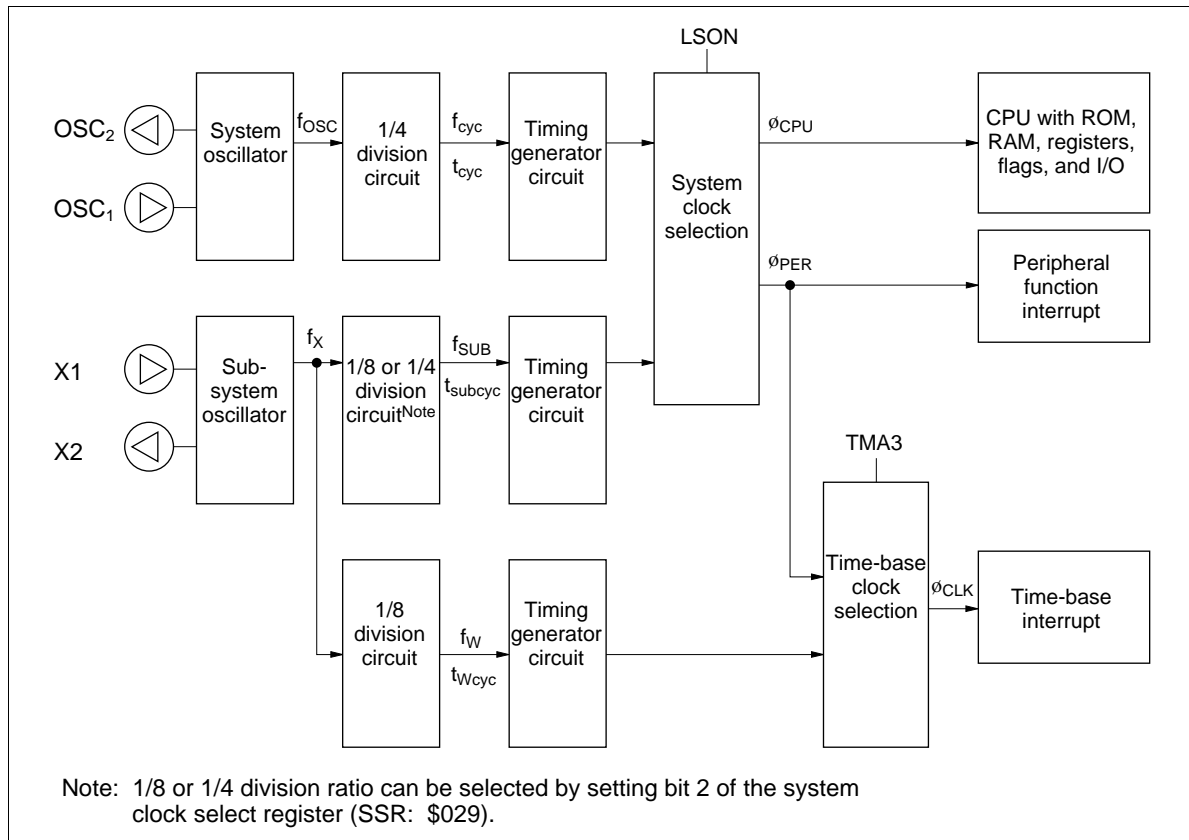 LSON
OSC2
OSC1
System
oscillator
fOSC
1/4
division
circuit
fcyc
tcyc
Timing
generator
circuit
System
clock
selection
øCPU
øPER
CPU with ROM,
RAM, registers,
flags, and I/O
Peripheral
function
interrupt
X1
X2
Sub-
system
oscillator
fX
1/8 or 1/4
division
circuitNote
fSUB
tsubcyc
Timing
generator
circuit
TMA3
1/8
division
circuit
fW
tWcyc
Timing
generator
circuit
Time-base
clock
selection
øCLK
Time-base
interrupt
Note: 1/8 or 1/4 division ratio can be selected by setting bit 2 of the system
clock select register (SSR: $029).